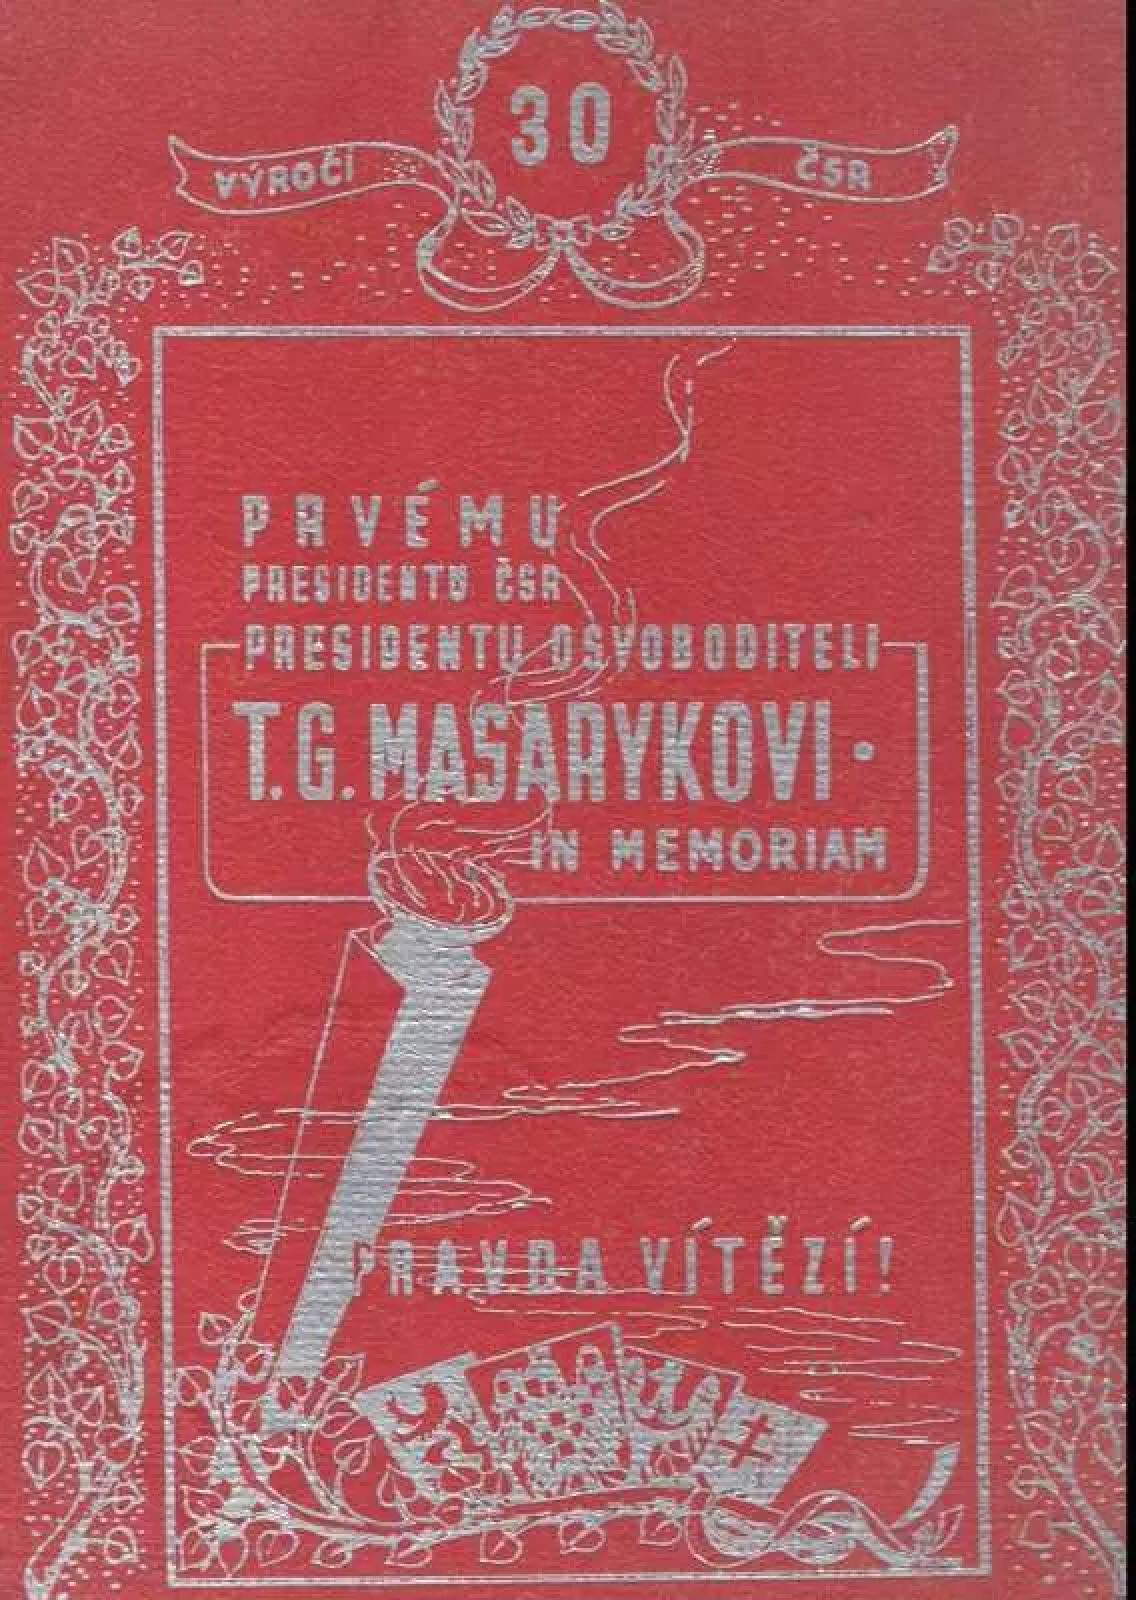 30
VÝROČÍ ČSR
PRVÉMU
PRESIDENTU ČSR
PRESIDENTU OSVOBODITELI
T.G. MASARYKOVI •
IN MEMORIAM
PRAVDA VÍTĚZÍ!